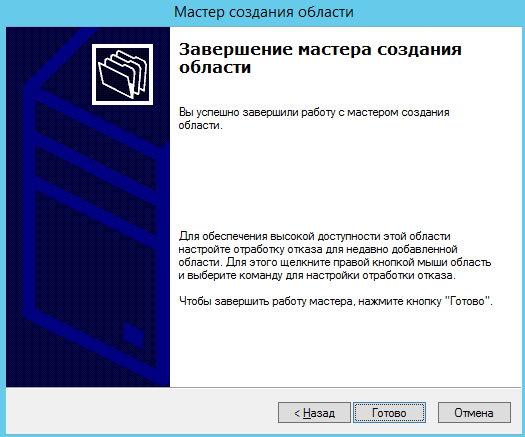 Мастер создания области
Завершение мастера создания
области
Вы успешно завершили работу с мастером создания
области.
Для обеспечения высокой доступности этой области
настройте отработку отказа для недавно добавленной
области. Для этого щелкните правой кнопкой мыши область
и выберите команду для настройки отработки отказа.
Чтобы завершить работу мастера, нажмите кнопку "Готово".
< Назад Готово Отмена